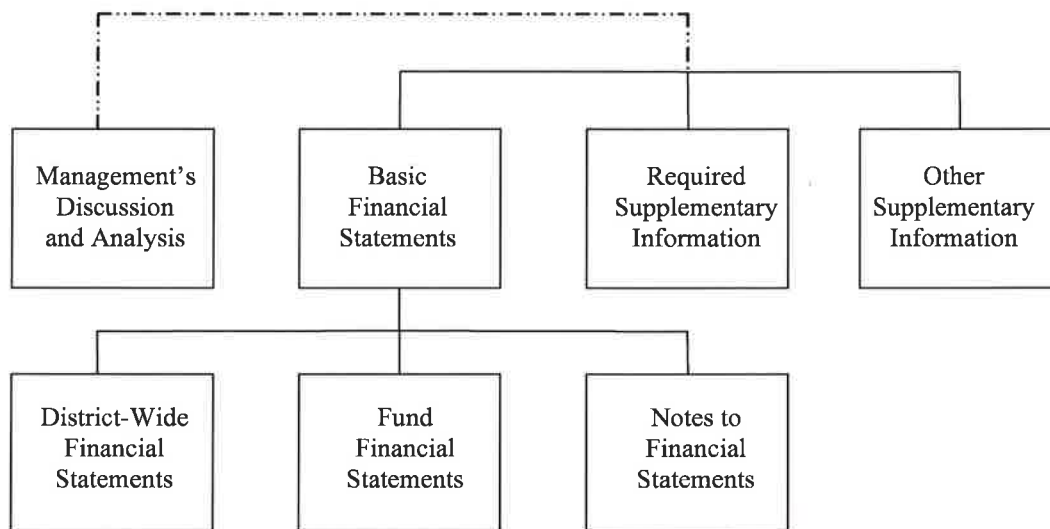 Management's
Discussion
and Analysis
Basic
Financial
Statements
Required
Supplementary
Information
Other
Supplementary
Information
District-Wide
Financial
Statements
Fund
Financial
Statements
Notes to
Financial
Statements